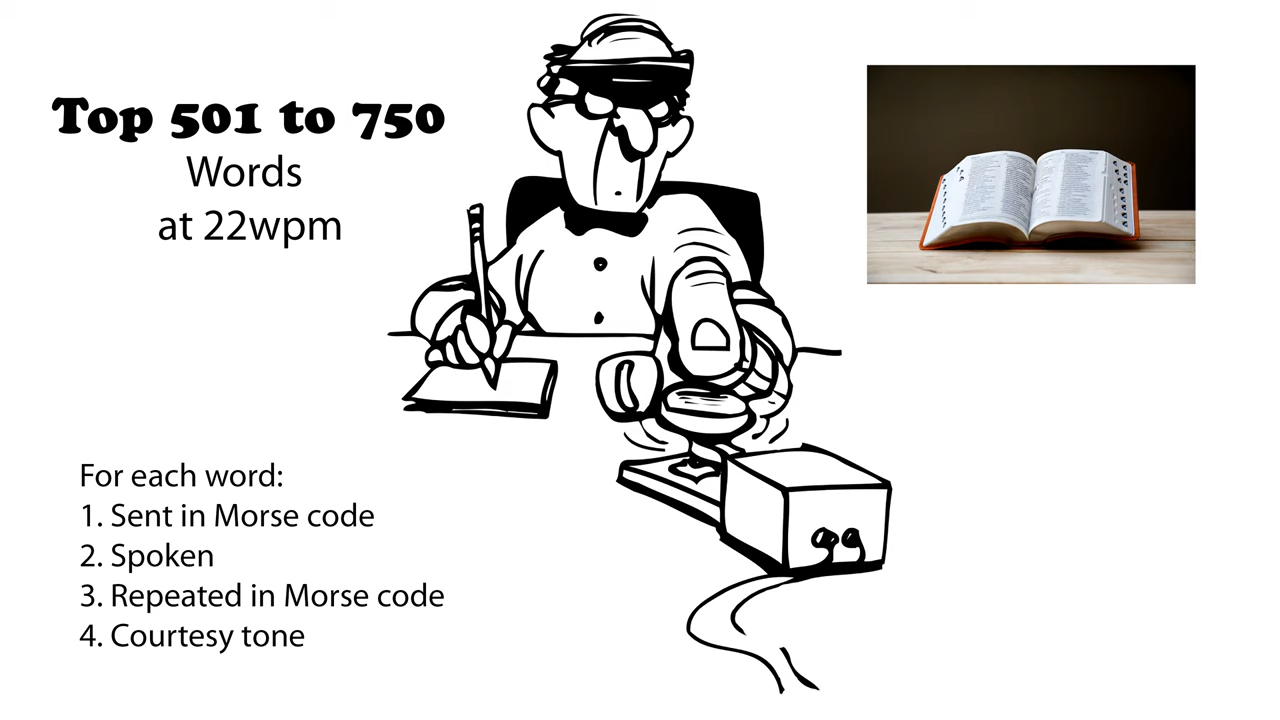 Top 501 to 750
Words
at 22wpm
For each word:
1. Sent in Morse code
2. Spoken
3. Repeated in Morse code
4. Courtesy tone